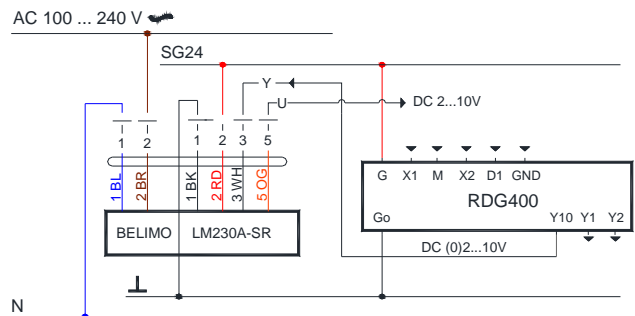 AC 100 ... 240 V
SG24
Y
U
DC 2...10V
1 2 1 2 3 5
1 BL
2 BR
1 BK
2 RD
3 WH
5 OG
G X1 M X2 D1 GND
RDG400
Go Y10 Y1 Y2
BELIMO LM230A-SR
DC (0)2...10V
N